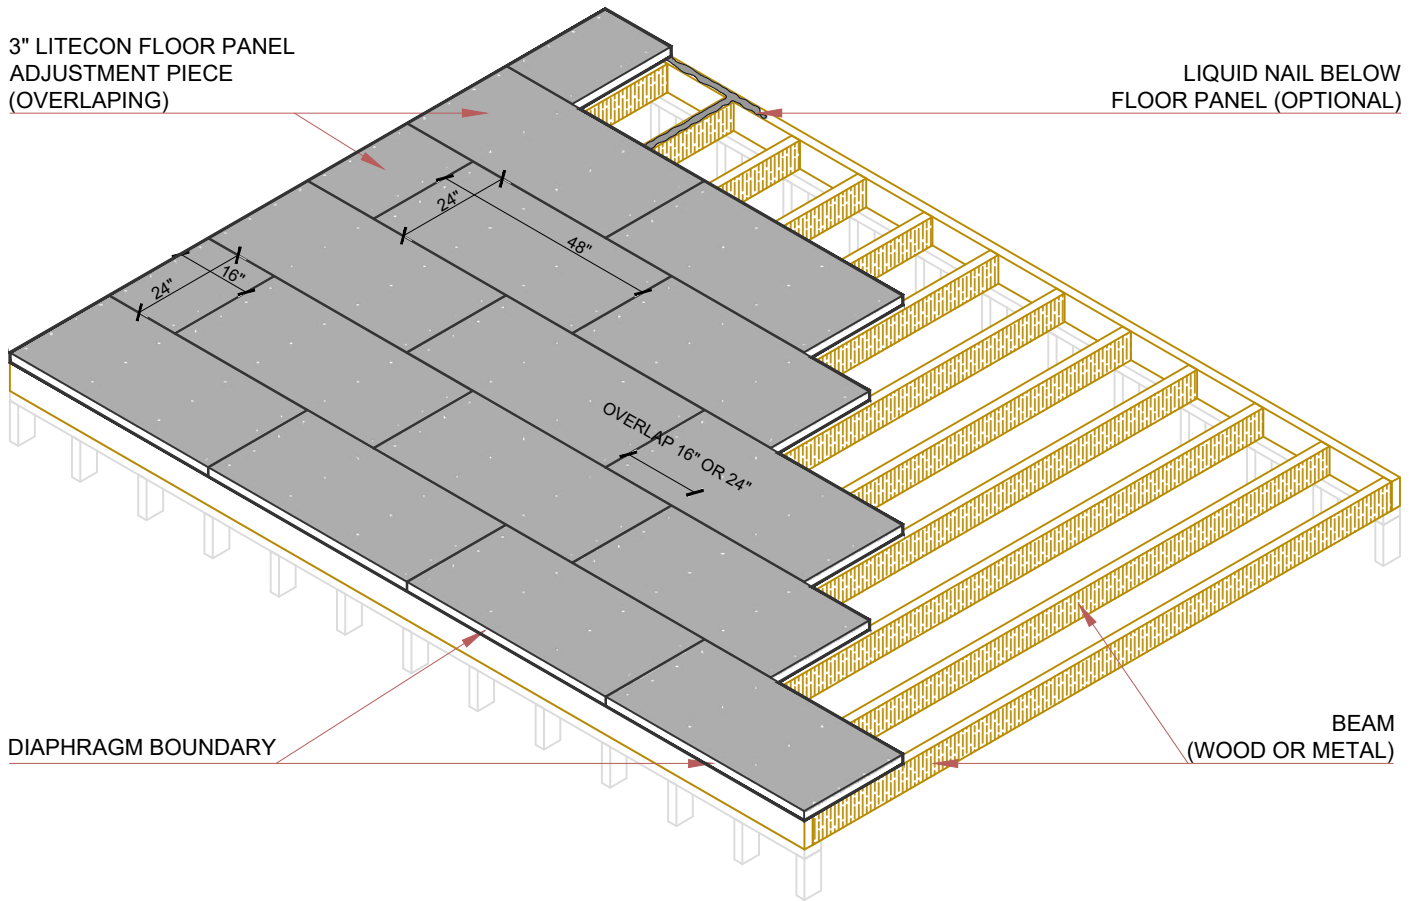 3" LITECON FLOOR PANEL
ADJUSTMENT PIECE
(OVERLAPING)
LIQUID NAIL BELOW
FLOOR PANEL (OPTIONAL)
24"
48"
24"
16"
OVERLAP 16" OR 24"
DIAPHRAGM BOUNDARY
BEAM
(WOOD OR METAL)